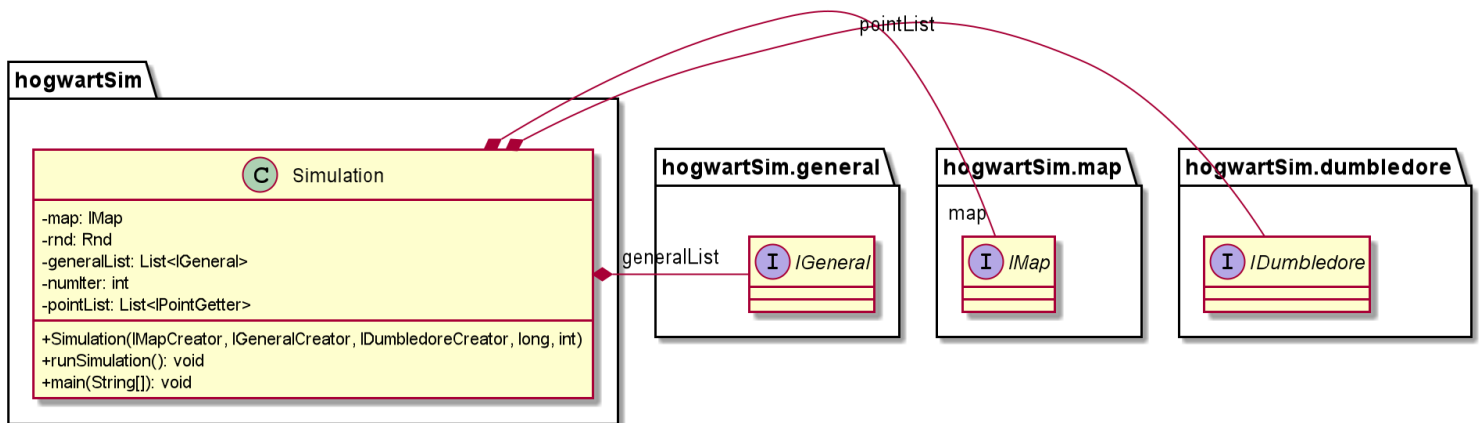 pointList
hogwartSim
C Simulation
-map: IMap
-rnd: Rnd
-generalList: List<IGeneral>
-numIter: int
-pointList: List<IPointGetter>
+Simulation(IMapCreator, IGeneralCreator, IDumbledoreCreator, long, int)
+runSimulation(): void
+main(String[]): void
generalList
hogwartSim.general
I IGeneral
hogwartSim.map
map
I IMap
hogwartSim.dumbledore
I IDumbledore